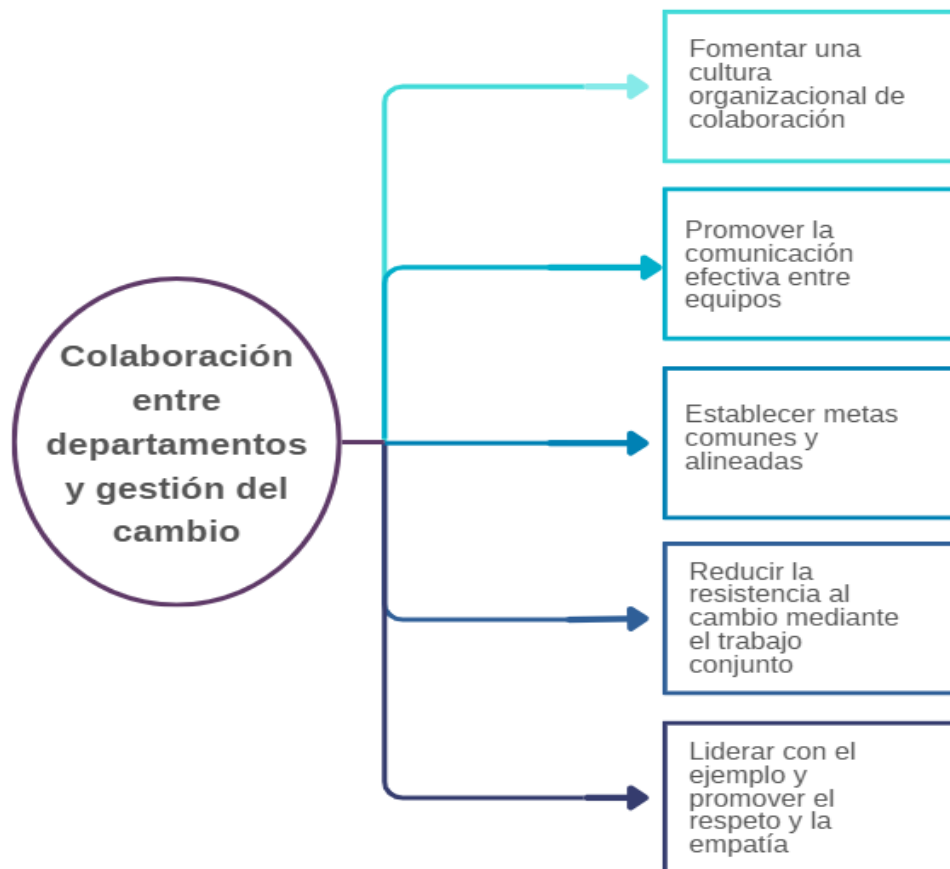 Colaboración
entre
departamentos
y gestión del
cambio
Fomentar una
cultura
organizacional de
colaboración
Promover la
comunicación
efectiva entre
equipos
Establecer metas
comunes y
alineadas
Reducir la
resistencia al
cambio mediante
el trabajo
conjunto
Liderar con el
ejemplo y
promover el
respeto y la
empatía